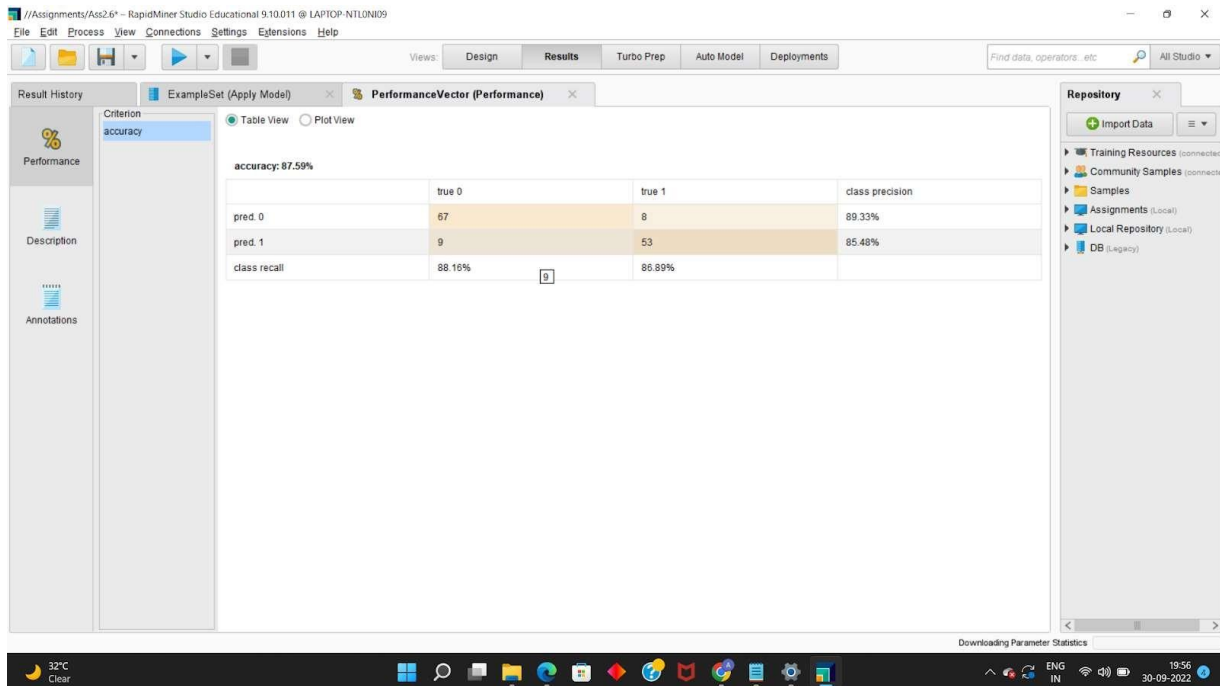 //Assignments/Ass2.6* – RapidMiner Studio Educational 9.10.011 @ LAPTOP-NTL0NI09
File Edit Process View Connections Settings Extensions Help
Views: Design Results Turbo Prep Auto Model Deployments Find data, operators...etc All Studio
Result History ExampleSet (Apply Model) PerformanceVector (Performance) Repository
Criterion
accuracy
Table View Plot View
Import Data
Performance
Description
Annotations
accuracy: 87.59%
true 0 true 1 class precision
pred. 0 67 8 89.33%
pred. 1 9 53 85.48%
class recall 88.16% 86.89%
9
Training Resources (connected
Community Samples (connecte
Samples
Assignments (Local)
Local Repository (Local)
DB (Legacy)
Downloading Parameter Statistics
32°C
Clear
ENG
IN
19:56
30-09-2022
4